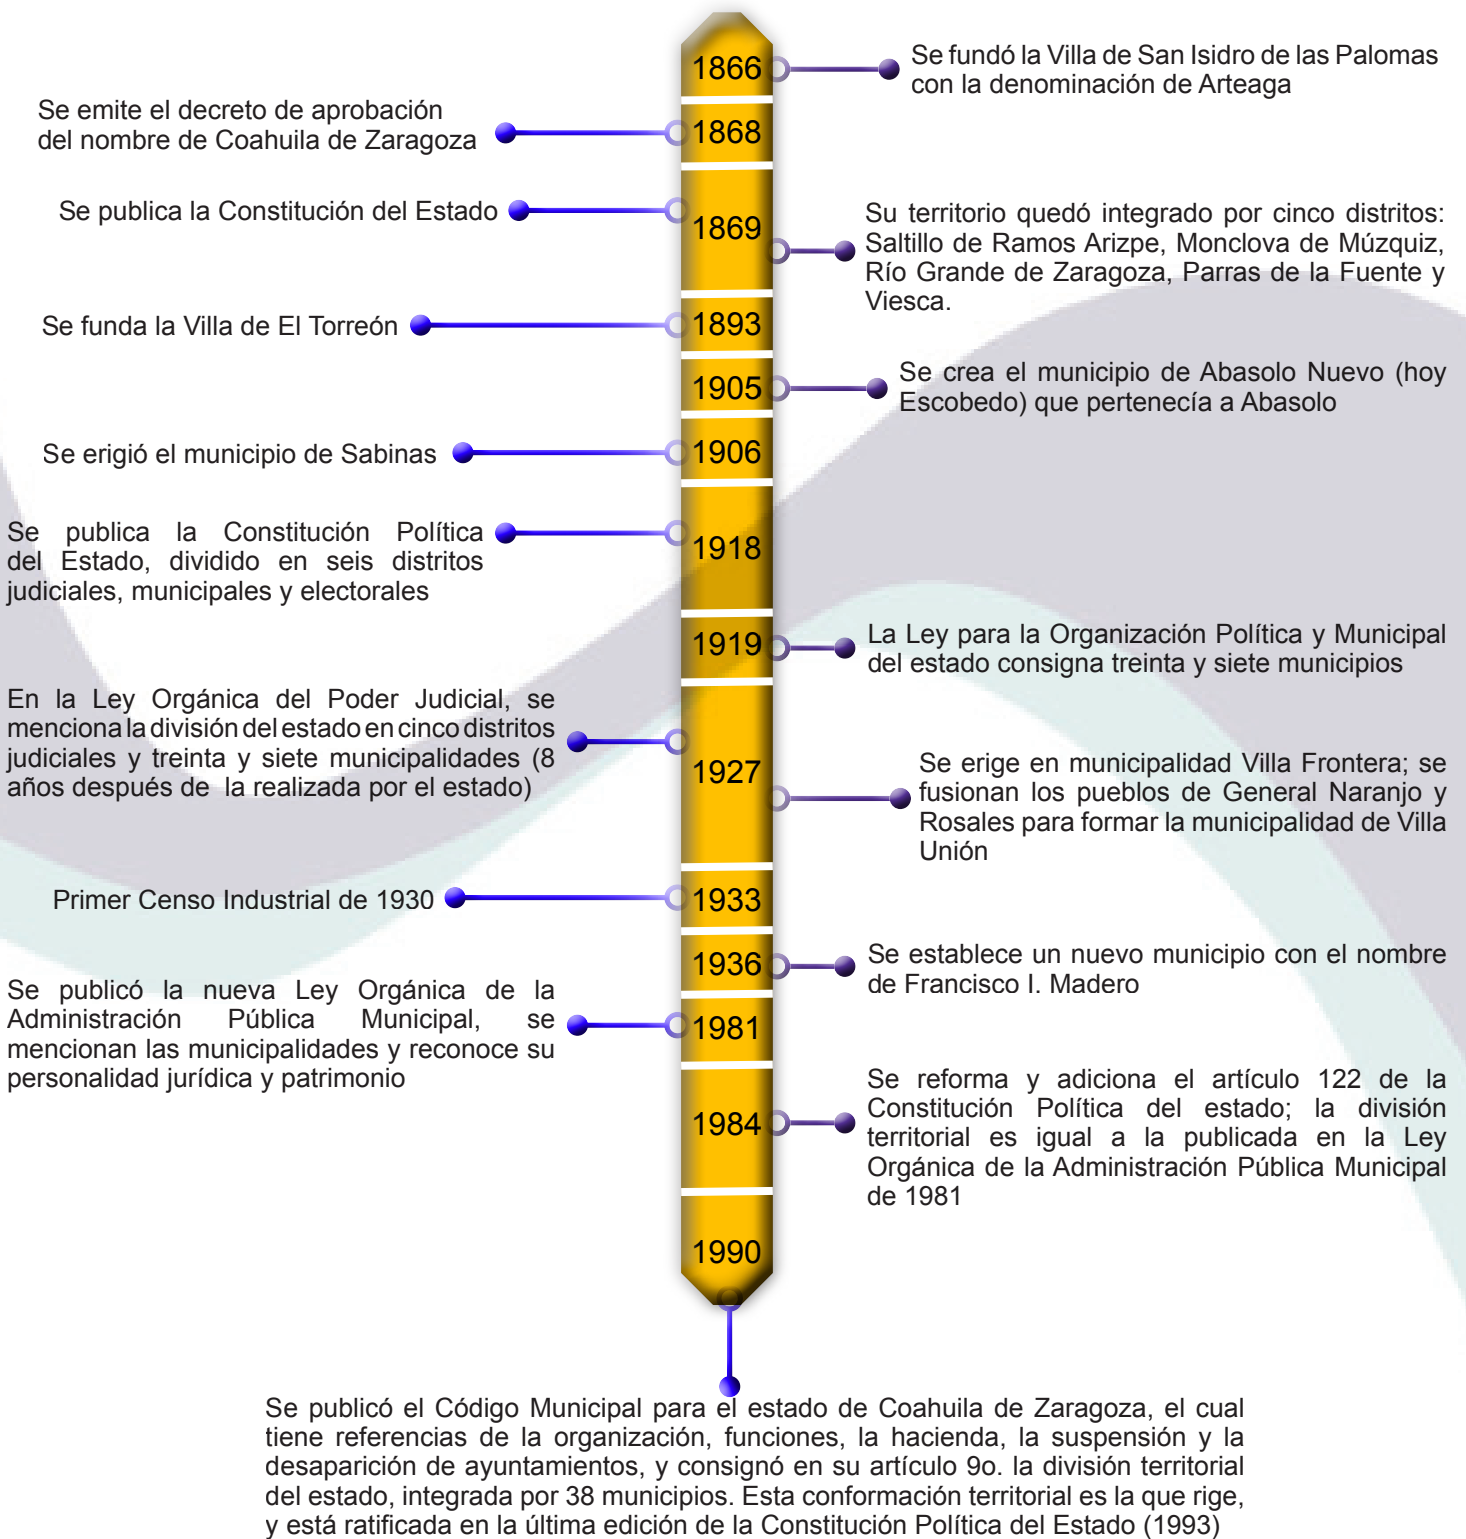 1866
Se fundó la Villa de San Isidro de las Palomas
con la denominación de Arteaga
Se emite el decreto de aprobación
del nombre de Coahuila de Zaragoza
1868
Se publica la Constitución del Estado
1869
Su territorio quedó integrado por cinco distritos:
Saltillo de Ramos Arizpe, Monclova de Múzquiz,
Río Grande de Zaragoza, Parras de la Fuente y
Viesca.
Se funda la Villa de El Torreón
1893
1905
Se crea el municipio de Abasolo Nuevo (hoy
Escobedo) que pertenecía a Abasolo
Se erigió el municipio de Sabinas
1906
Se publica la Constitución Política
del Estado, dividido en seis distritos
judiciales, municipales y electorales
1918
1919
La Ley para la Organización Política y Municipal
del estado consigna treinta y siete municipios
En la Ley Orgánica del Poder Judicial, se
menciona la división del estado en cinco distritos
judiciales y treinta y siete municipalidades (8
años después de la realizada por el estado)
1927
Se erige en municipalidad Villa Frontera; se
fusionan los pueblos de General Naranjo y
Rosales para formar la municipalidad de Villa
Unión
Primer Censo Industrial de 1930
1933
1936
Se establece un nuevo municipio con el nombre
de Francisco I. Madero
Se publicó la nueva Ley Orgánica de la
Administración Pública Municipal, se
mencionan las municipalidades y reconoce su
personalidad jurídica y patrimonio
1981
1984
Se reforma y adiciona el artículo 122 de la
Constitución Política del estado; la división
territorial es igual a la publicada en la Ley
Orgánica de la Administración Pública Municipal
de 1981
1990
Se publicó el Código Municipal para el estado de Coahuila de Zaragoza, el cual
tiene referencias de la organización, funciones, la hacienda, la suspensión y la
desaparición de ayuntamientos, y consignó en su artículo 9o. la división territorial
del estado, integrada por 38 municipios. Esta conformación territorial es la que rige,
y está ratificada en la última edición de la Constitución Política del Estado (1993)